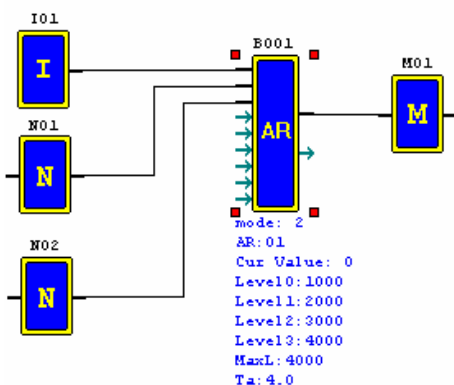 I01
I
N01
N
N02
N
B001
AR
M01
M
mode: 2
AR:01
Cur Value: 0
Level0:1000
Level1:2000
Level2:3000
Level3:4000
MaxL:4000
Ta:4.0